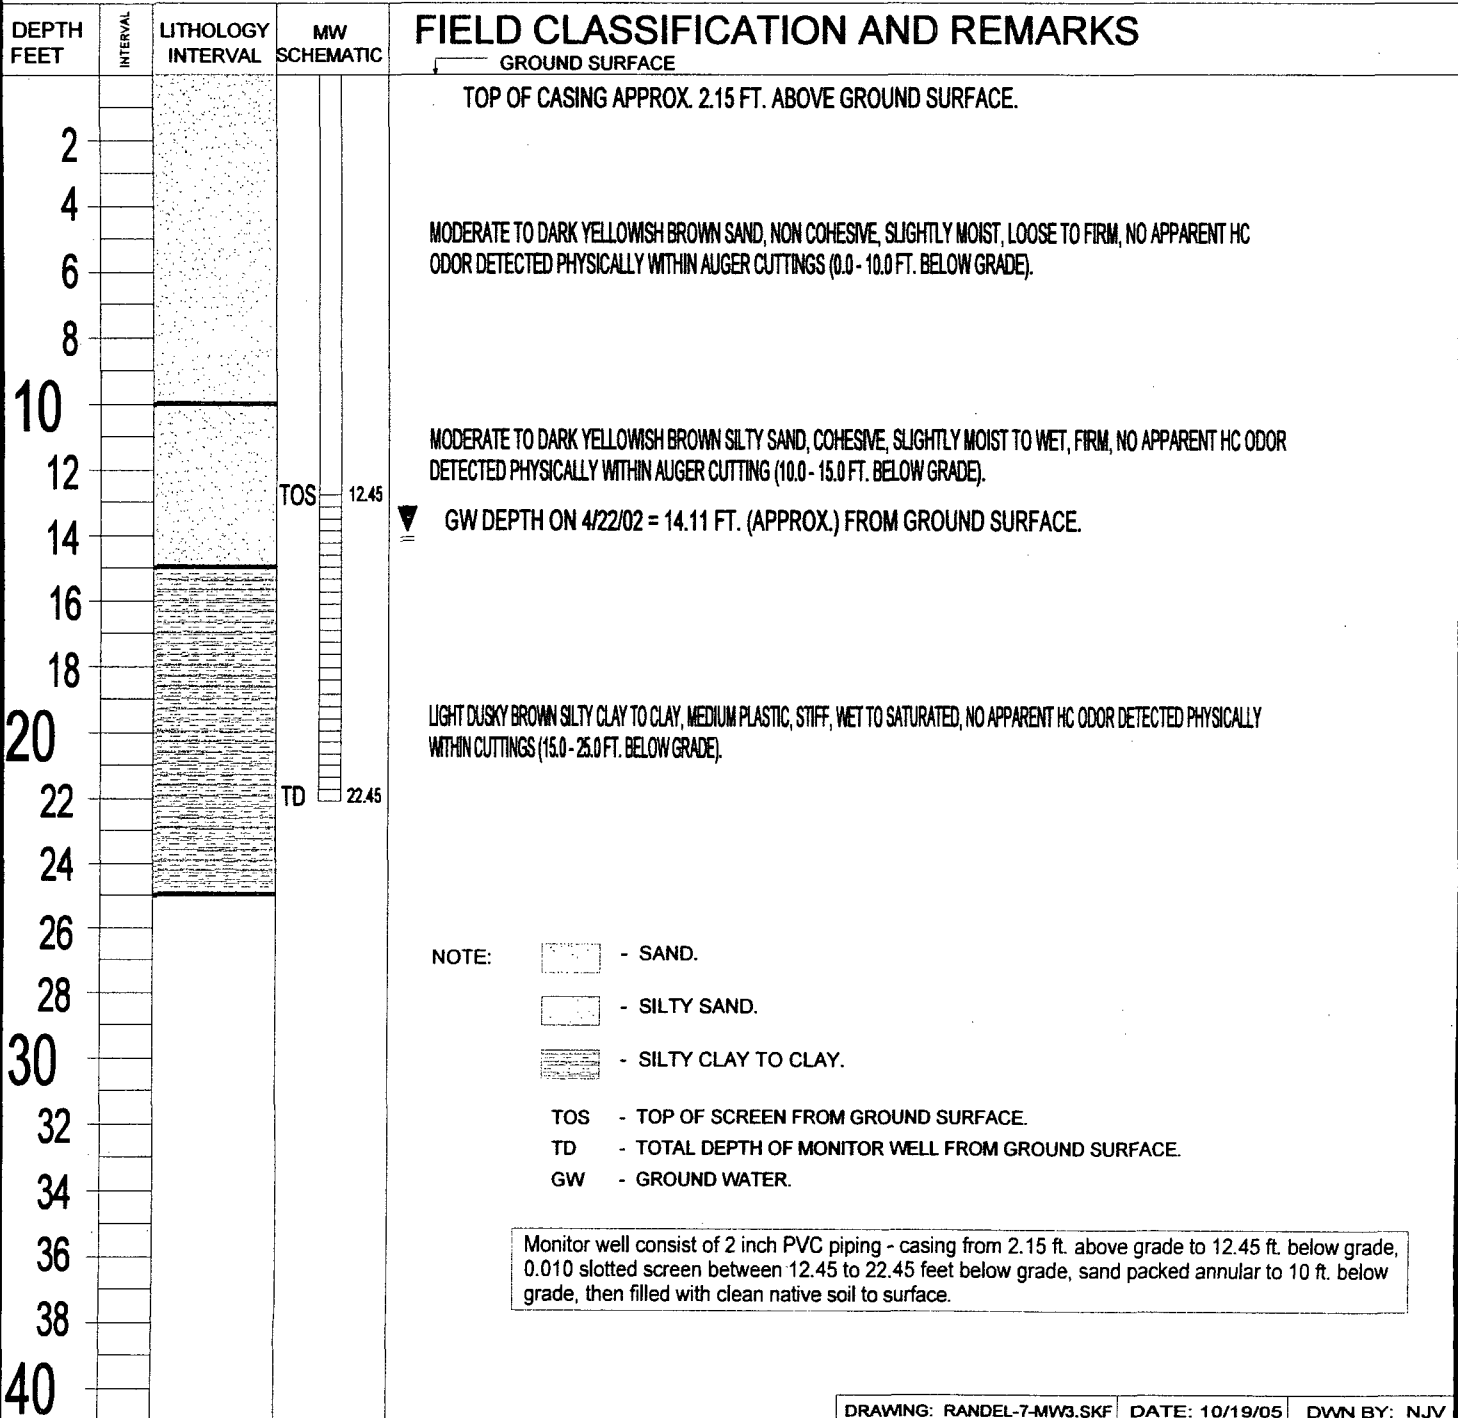 DEPTH FEET
INTERVAL
LITHOLOGY INTERVAL
MW SCHEMATIC
FIELD CLASSIFICATION AND REMARKS
GROUND SURFACE
TOP OF CASING APPROX. 2.15 FT. ABOVE GROUND SURFACE.
2
4
MODERATE TO DARK YELLOWISH BROWN SAND, NON COHESIVE, SLIGHTLY MOIST, LOOSE TO FIRM, NO APPARENT HC
ODOR DETECTED PHYSICALLY WITHIN AUGER CUTTINGS (0.0 - 10.0 FT. BELOW GRADE).
6
8
10
MODERATE TO DARK YELLOWISH BROWN SILTY SAND, COHESIVE, SLIGHTLY MOIST TO WET, FIRM, NO APPARENT HC ODOR
DETECTED PHYSICALLY WITHIN AUGER CUTTING (10.0 - 15.0 FT. BELOW GRADE).
12
TOS 12.45
GW DEPTH ON 4/22/02 = 14.11 FT. (APPROX.) FROM GROUND SURFACE.
14
16
18
LIGHT DUSKY BROWN SILTY CLAY TO CLAY, MEDIUM PLASTIC, STIFF, WET TO SATURATED, NO APPARENT HC ODOR DETECTED PHYSICALLY
WITHIN CUTTINGS (15.0 - 25.0 FT. BELOW GRADE).
20
22
TD 22.45
24
26
NOTE: - SAND.
28
- SILTY SAND.
30
- SILTY CLAY TO CLAY.
32
TOS - TOP OF SCREEN FROM GROUND SURFACE.
TD - TOTAL DEPTH OF MONITOR WELL FROM GROUND SURFACE.
GW - GROUND WATER.
34
36
Monitor well consist of 2 inch PVC piping - casing from 2.15 ft. above grade to 12.45 ft. below grade,
0.010 slotted screen between 12.45 to 22.45 feet below grade, sand packed annular to 10 ft. below
grade, then filled with clean native soil to surface.
38
40
DRAWING: RANDEL-7-MW3.SKF DATE: 10/19/05 DWN BY: NJV